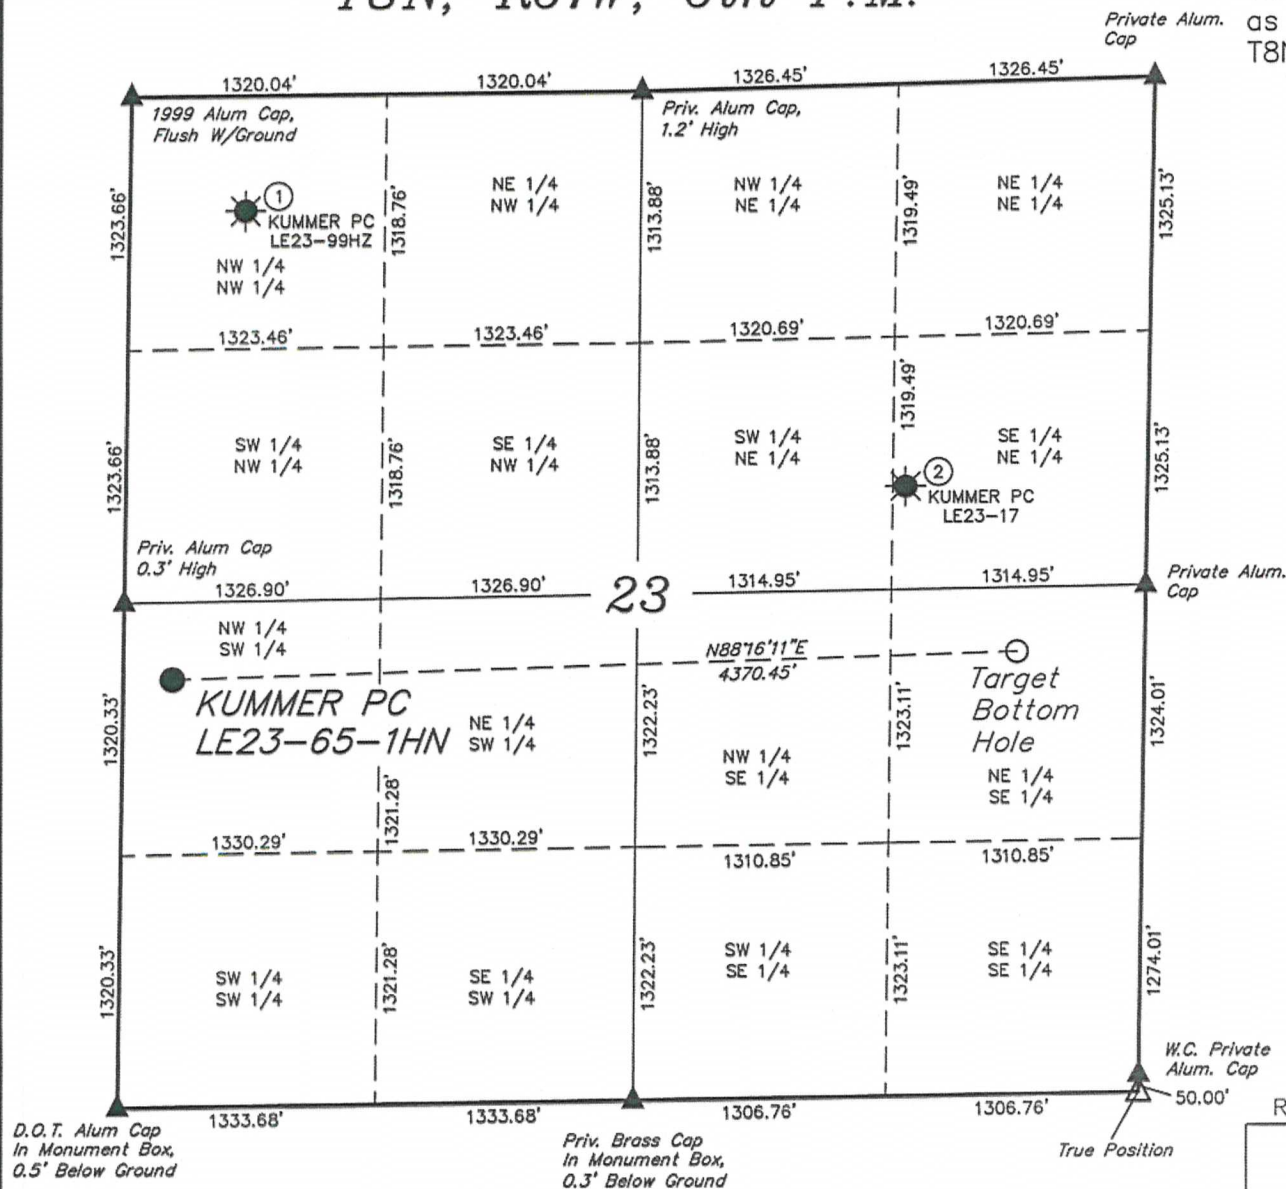 T8N, R67W, 6th P.M.
Private Alum.
Cap
as
1320.04'
1320.04'
1326.45'
1326.45'
1999 Alum Cap,
Flush W/Ground
Priv. Alum Cap,
1.2' High
1323.66'
1
KUMMER PC
LE23-99HZ
NW 1/4
NW 1/4
1318.76'
NE 1/4
NW 1/4
1313.88'
NW 1/4
NE 1/4
1319.49'
NE 1/4
NE 1/4
1325.13'
1323.46'
1323.46'
1320.69'
1320.69'
1323.66'
SW 1/4
NW 1/4
1318.76'
SE 1/4
NW 1/4
1313.88'
SW 1/4
NE 1/4
1319.49'
SE 1/4
NE 1/4
1325.13'
2
KUMMER PC
LE23-17
Priv. Alum Cap
0.3' High
1326.90'
1326.90'
23
1314.95'
1314.95'
Private Alum.
Cap
NW 1/4
SW 1/4
N88°16'11"E
4370.45'
Target
Bottom
Hole
KUMMER PC
LE23-65-1HN
1320.33'
NE 1/4
SW 1/4
1321.28'
1322.23'
NW 1/4
SE 1/4
1323.11'
NE 1/4
SE 1/4
1324.01'
1330.29'
1330.29'
1310.85'
1310.85'
1320.33'
SW 1/4
SW 1/4
1321.28'
SE 1/4
SW 1/4
1322.23'
SW 1/4
SE 1/4
1323.11'
SE 1/4
SE 1/4
1274.01'
W.C. Private
Alum. Cap
50.00'
1333.68'
1333.68'
1306.76'
1306.76'
True Position
D.O.T. Alum Cap
In Monument Box,
0.5' Below Ground
Priv. Brass Cap
In Monument Box,
0.3' Below Ground